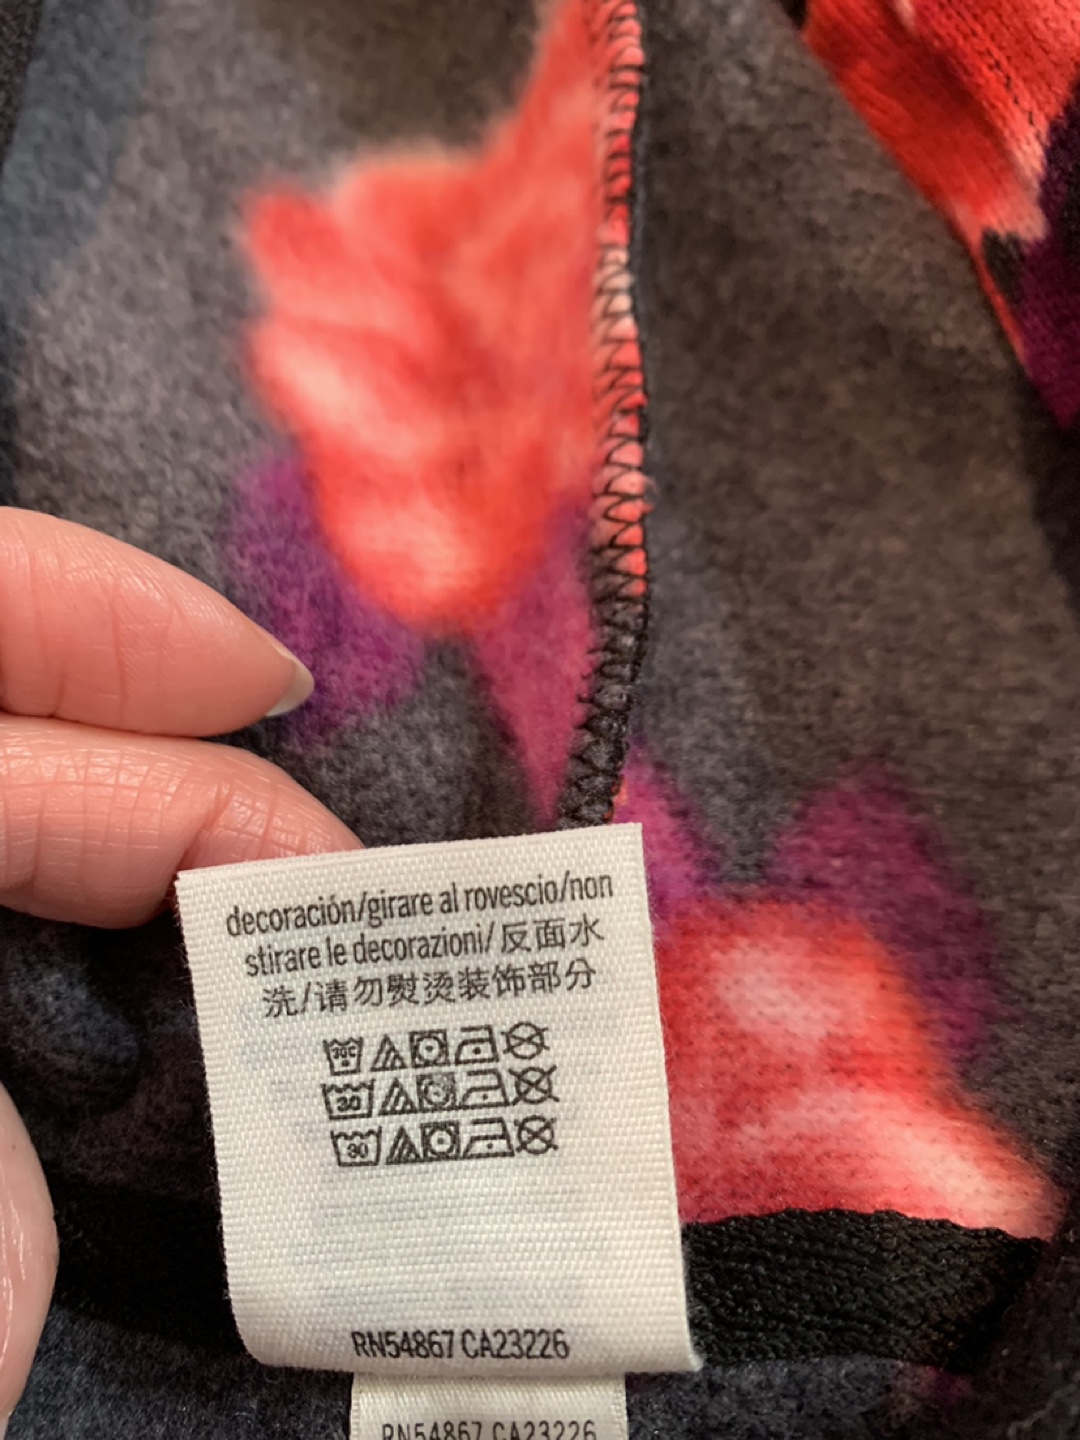 decoración/girare al rovescio/non
stirare le decorazioni/反面水
洗/请勿熨烫装饰部分
30C
30
30
RN54867 CA23226
RN54867 CA23226